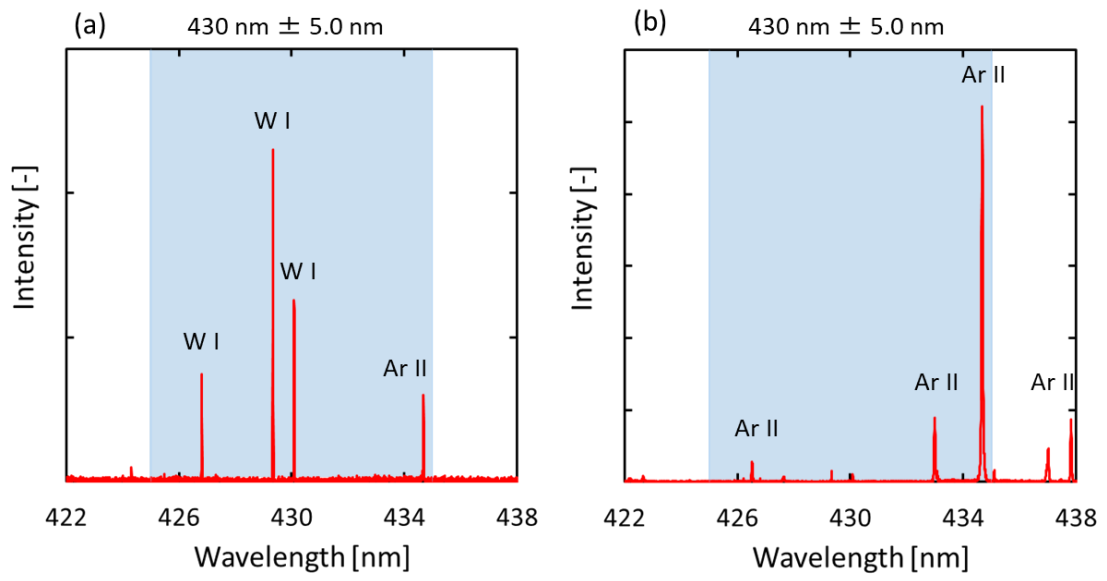 (a)
430 nm ± 5.0 nm
W I
W I
W I
Ar II
Intensity [-]
422 426 430 434 438
Wavelength [nm]
(b)
430 nm ± 5.0 nm
Ar II
Ar II
Ar II
Ar II
Intensity [-]
422 426 430 434 438
Wavelength [nm]